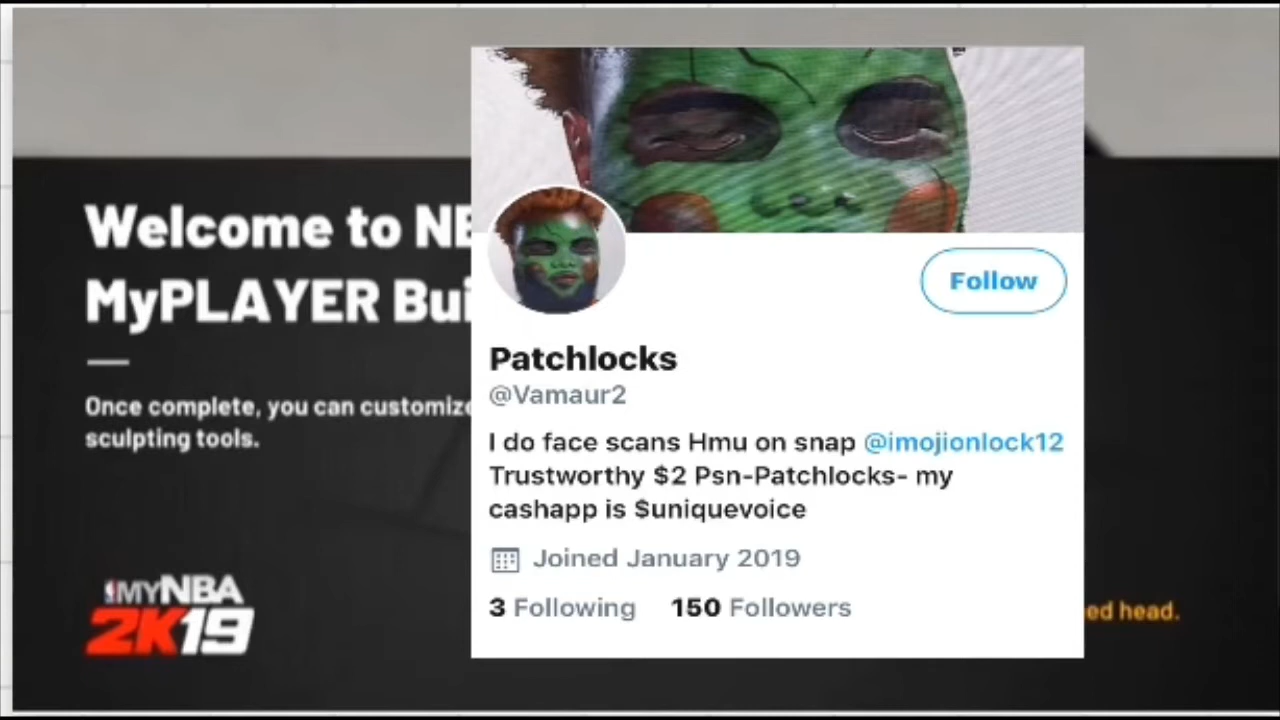 Welcome to NB
MyPLAYER Bui
Once complete, you can customize
sculpting tools.
MYNBA
2K19
ed head.
Follow
Patchlocks
@Vamaur2
I do face scans Hmu on snap @imojionlock12
Trustworthy $2 Psn-Patchlocks- my
cashapp is $uniquevoice
Joined January 2019
3 Following 150 Followers